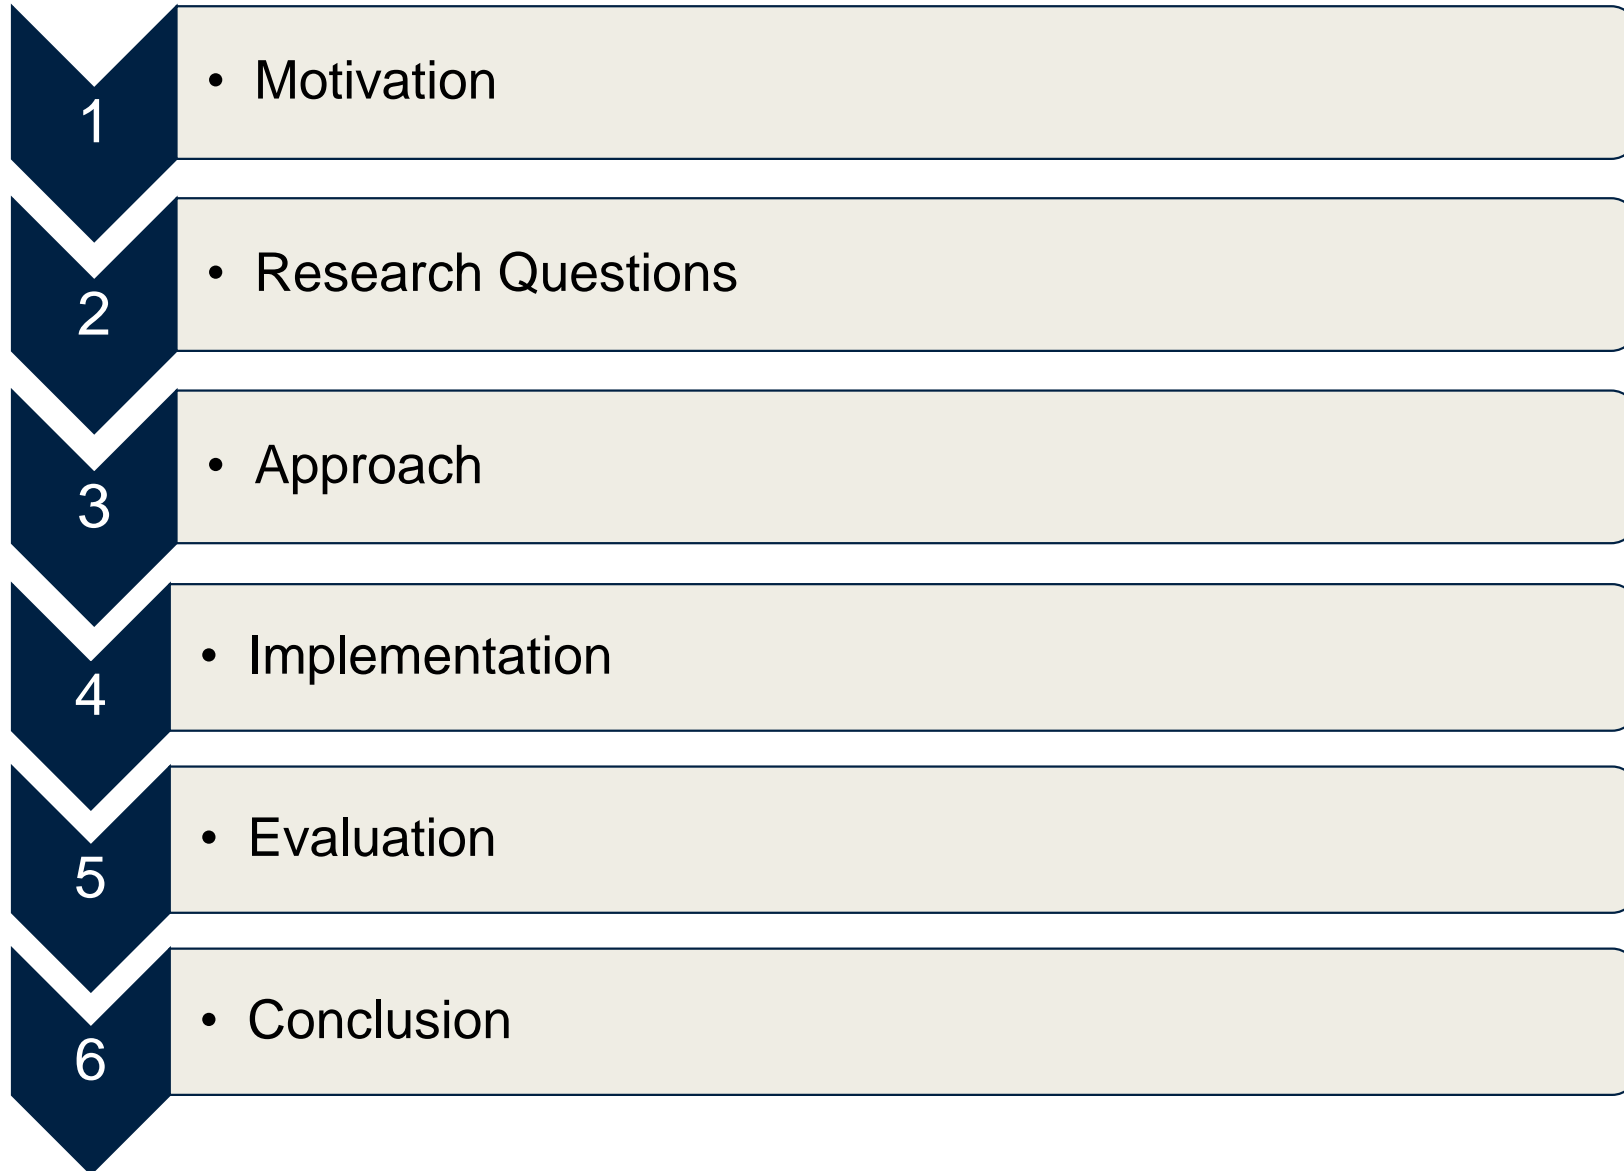 1 • Motivation
2 • Research Questions
3 • Approach
4 • Implementation
5 • Evaluation
6 • Conclusion